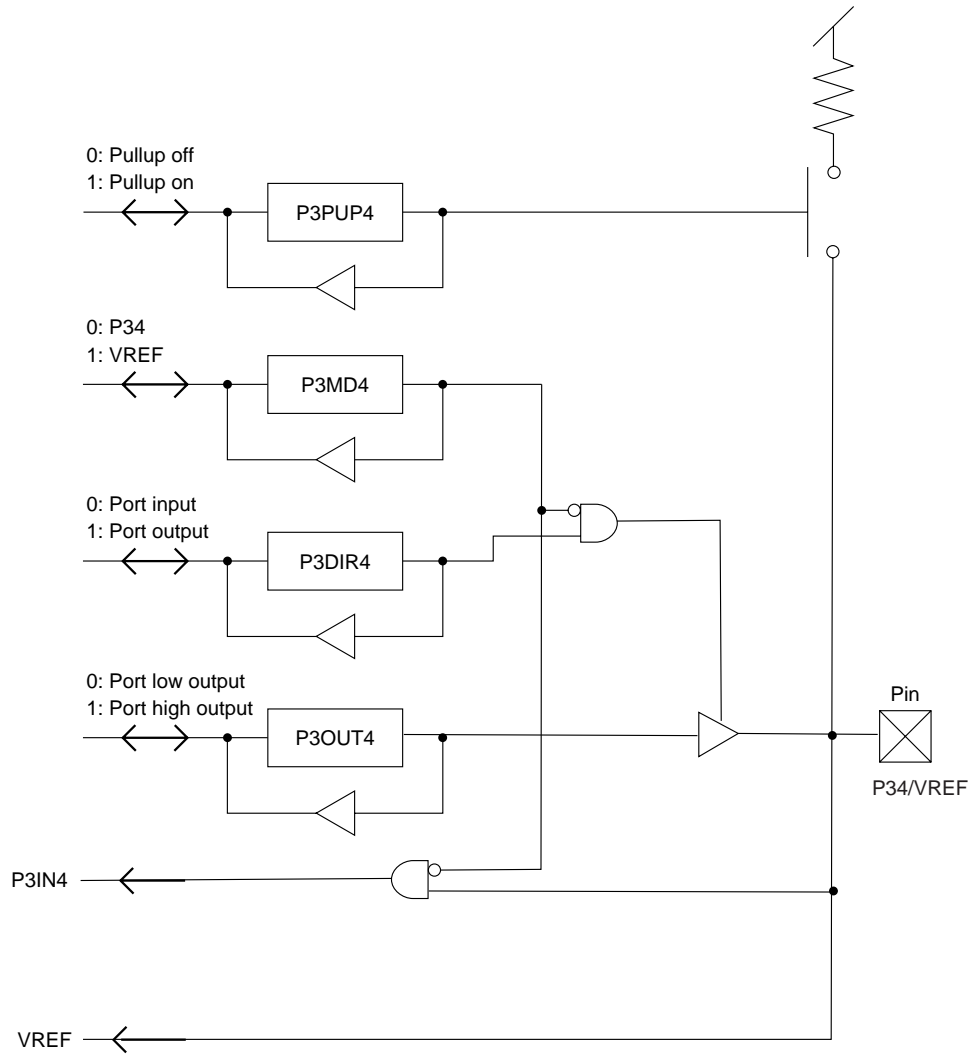 0: Pullup off
1: Pullup on
P3PUP4
0: P34
1: VREF
P3MD4
0: Port input
1: Port output
P3DIR4
0: Port low output
1: Port high output
P3OUT4
Pin
P34/VREF
P3IN4
VREF